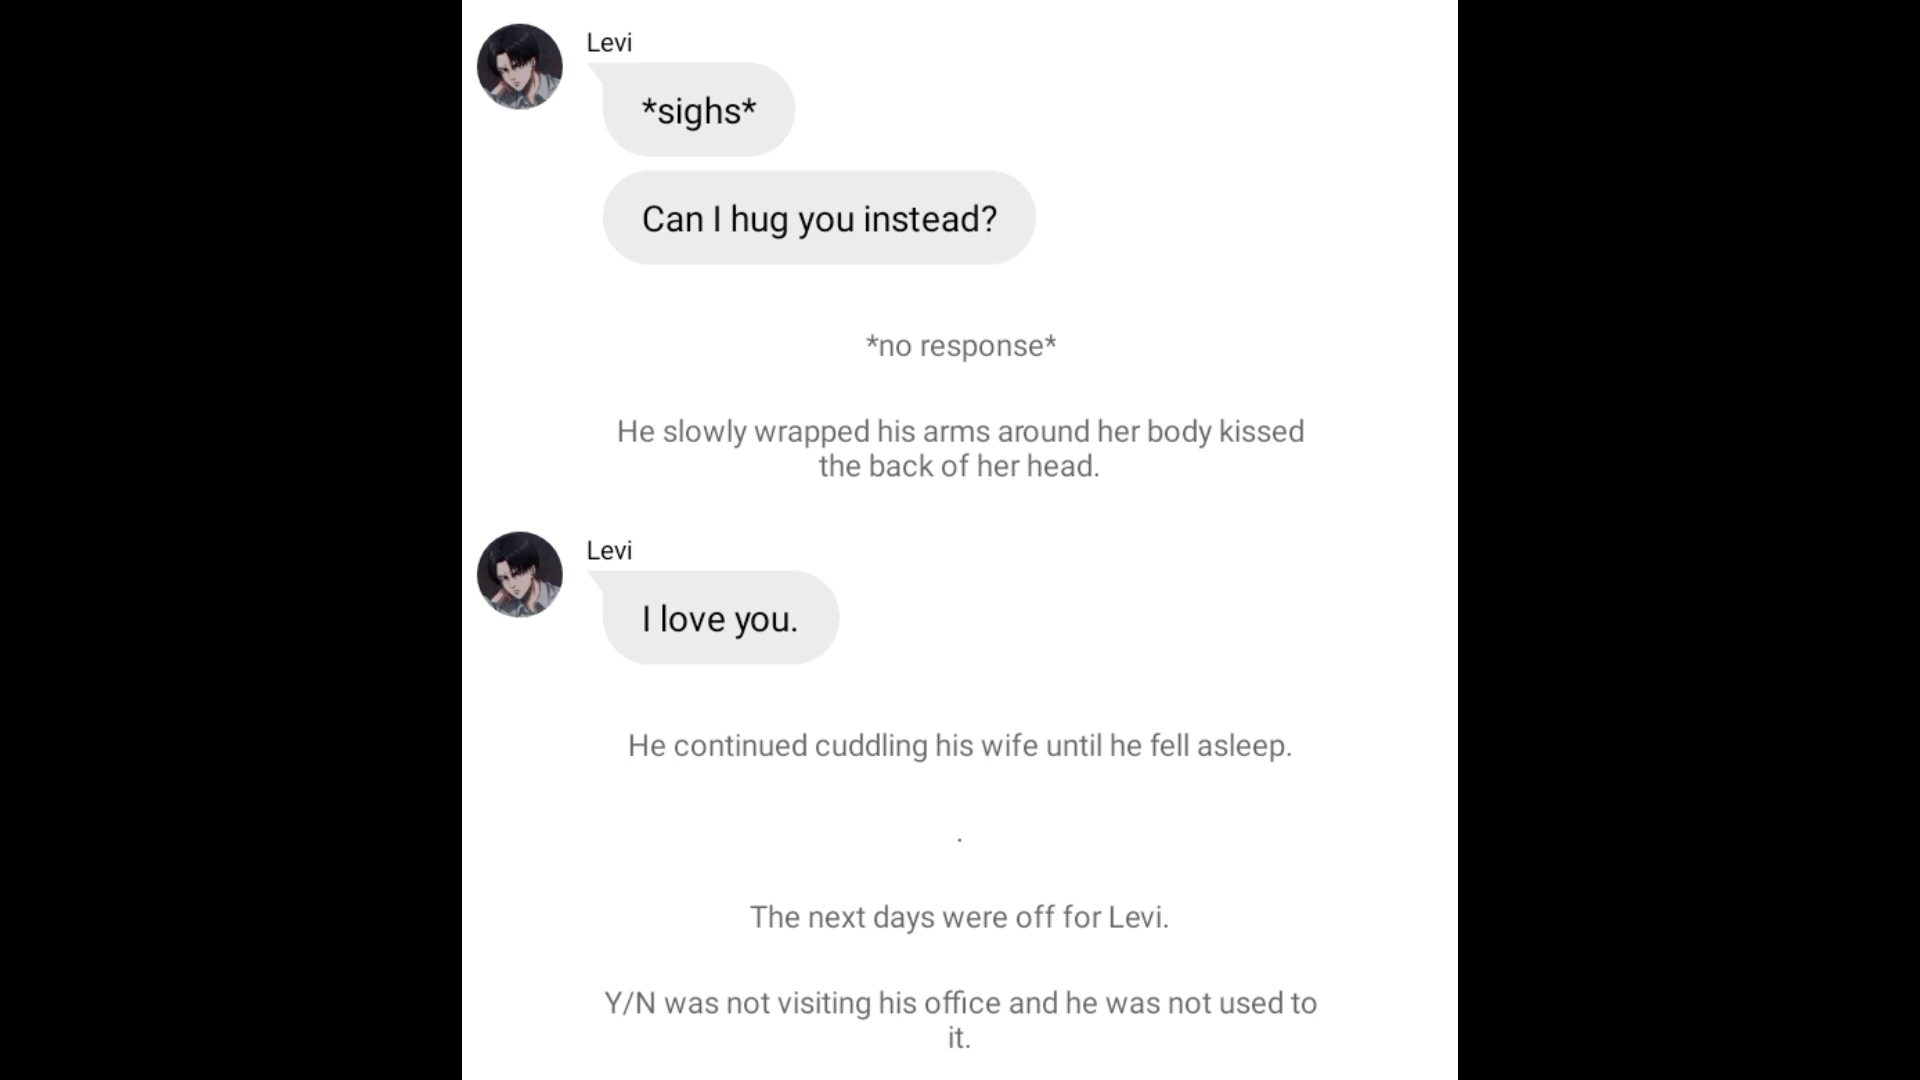 Levi
*sighs*
Can I hug you instead?
*no response*
He slowly wrapped his arms around her body kissed
the back of her head.
Levi
I love you.
He continued cuddling his wife until he fell asleep.
.
The next days were off for Levi.
Y/N was not visiting his office and he was not used to
it.